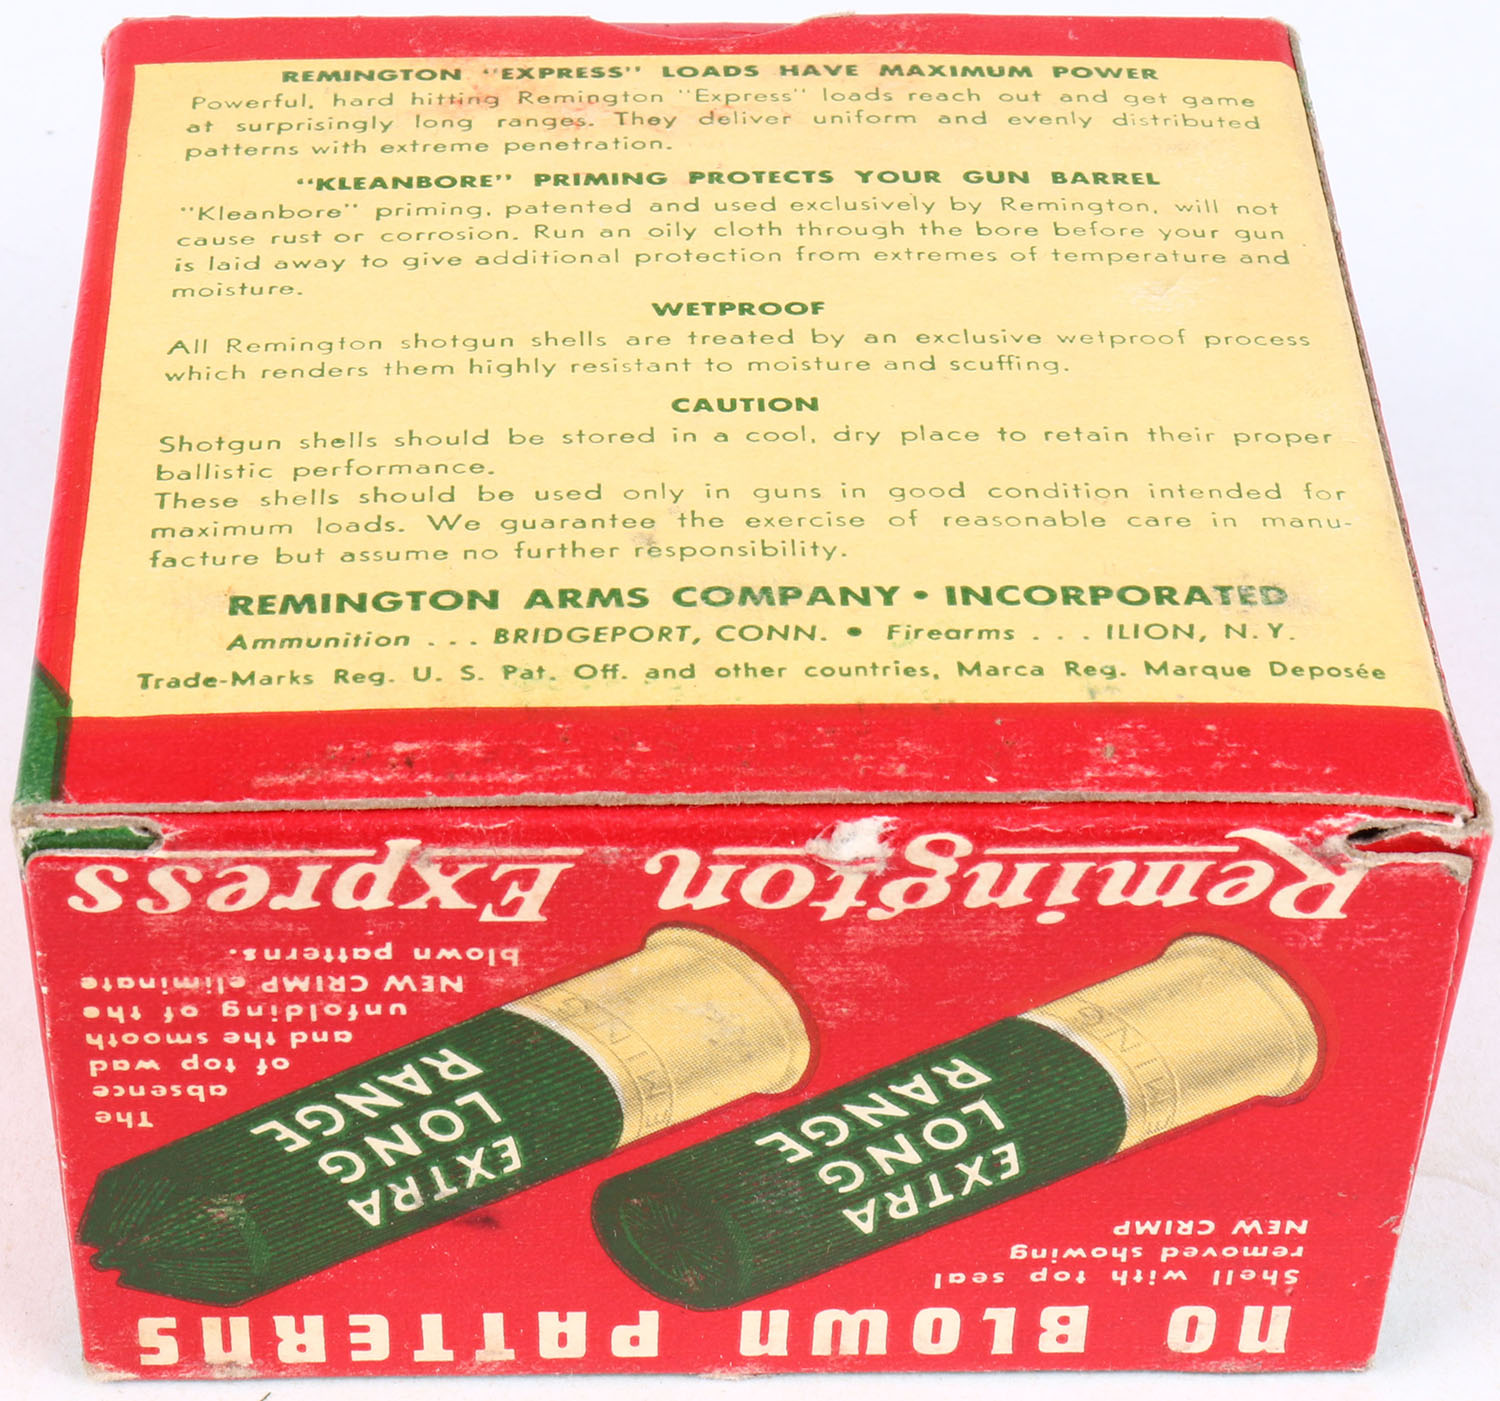 REMINGTON "EXPRESS" LOADS HAVE MAXIMUM POWER
Powerful, hard hitting Remington "Express" loads reach out and get game
at surprisingly long ranges. They deliver uniform and evenly distributed
patterns with extreme penetration.
"KLEANBORE" PRIMING PROTECTS YOUR GUN BARREL
"Kleanbore" priming, patented and used exclusively by Remington, will not
cause rust or corrosion. Run an oily cloth through the bore before your gun
is laid away to give additional protection from extremes of temperature and
moisture.
WETPROOF
All Remington shotgun shells are treated by an exclusive wetproof process
which renders them highly resistant to moisture and scuffing.
CAUTION
Shotgun shells should be stored in a cool, dry place to retain their proper
ballistic performance.
These shells should be used only in guns in good condition intended for
maximum loads. We guarantee the exercise of reasonable care in manu-
facture but assume no further responsibility.
REMINGTON ARMS COMPANY • INCORPORATED
Ammunition . . . BRIDGEPORT, CONN. • Firearms . . . ILION, N.Y.
Trade-Marks Reg. U. S. Pat. Off. and other countries, Marca Reg. Marque Deposée
NO BLOWN PATTERNS
Shell with top seal
removed showing
NEW CRIMP
EXTRA
LONG
RANGE
EXTRA
LONG
RANGE
The
absence
of top wad
and the smooth
unfolding of the
NEW CRIMP eliminate
blown patterns.
Remington Express